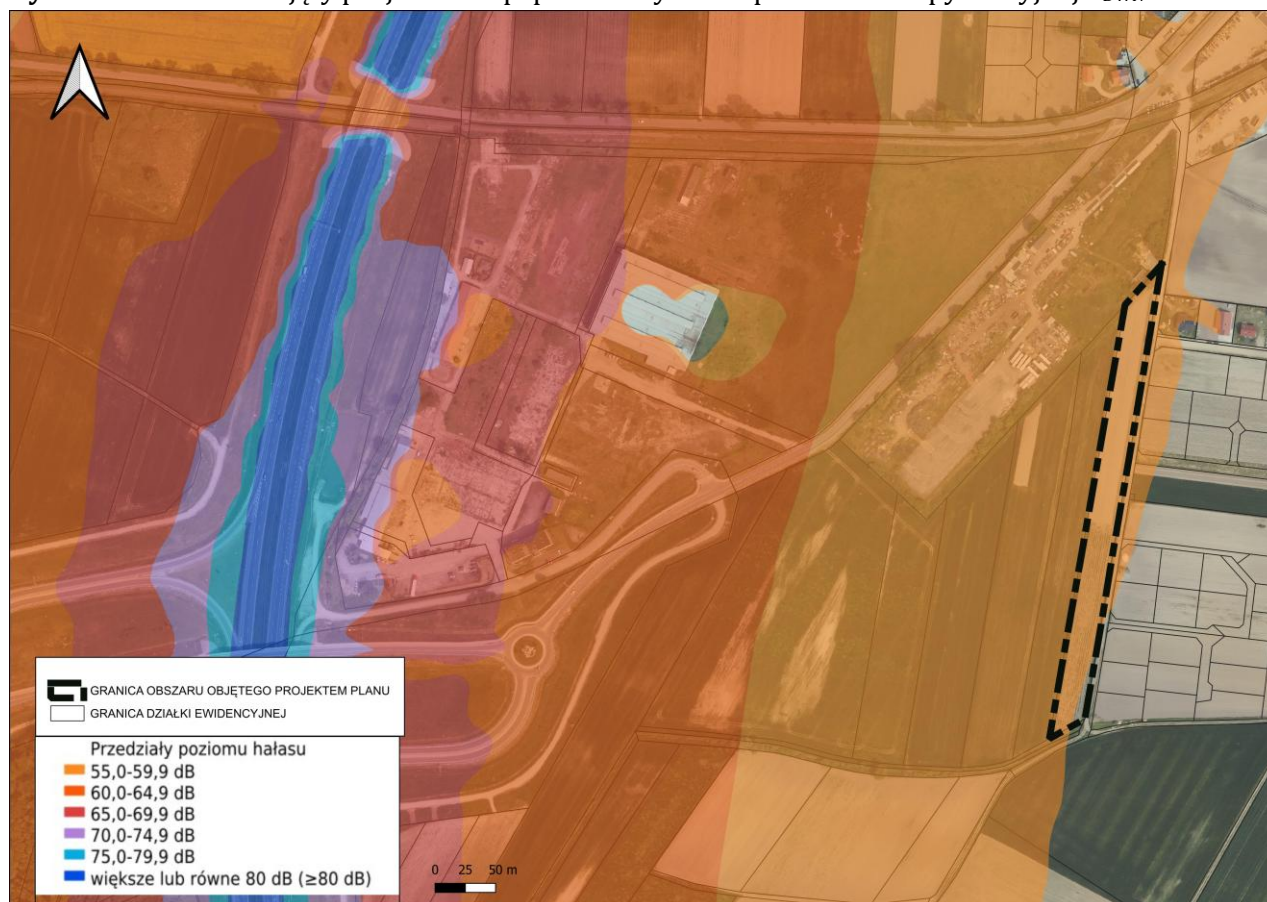 GRANICA OBSZARU OBJĘTEGO PROJEKTEM PLANU
GRANICA DZIAŁKI EWIDENCYJNEJ
Przedziały poziomu hałasu
55,0-59,9 dB
60,0-64,9 dB
65,0-69,9 dB
70,0-74,9 dB
75,0-79,9 dB
większe lub równe 80 dB (≥80 dB)
0 25 50 m